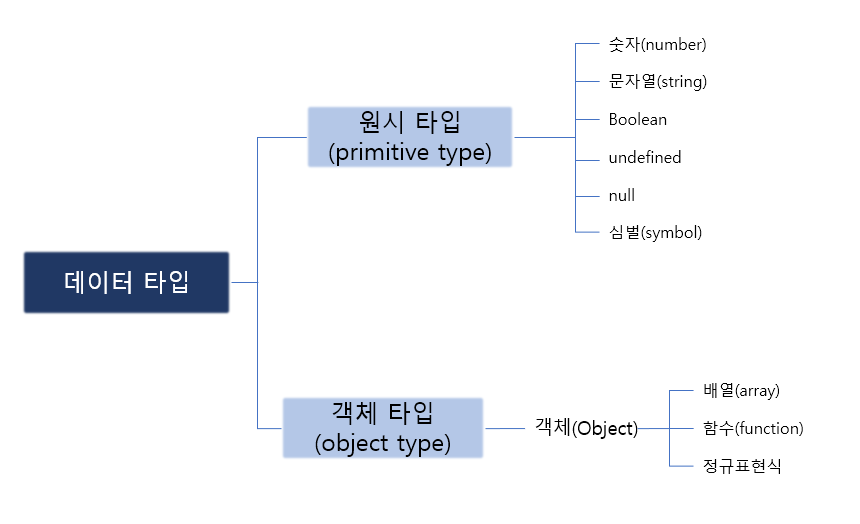 데이터 타입
원시 타입
(primitive type)
숫자(number)
문자열(string)
Boolean
undefined
null
심벌(symbol)
객체 타입
(object type)
객체(Object)
배열(array)
함수(function)
정규표현식